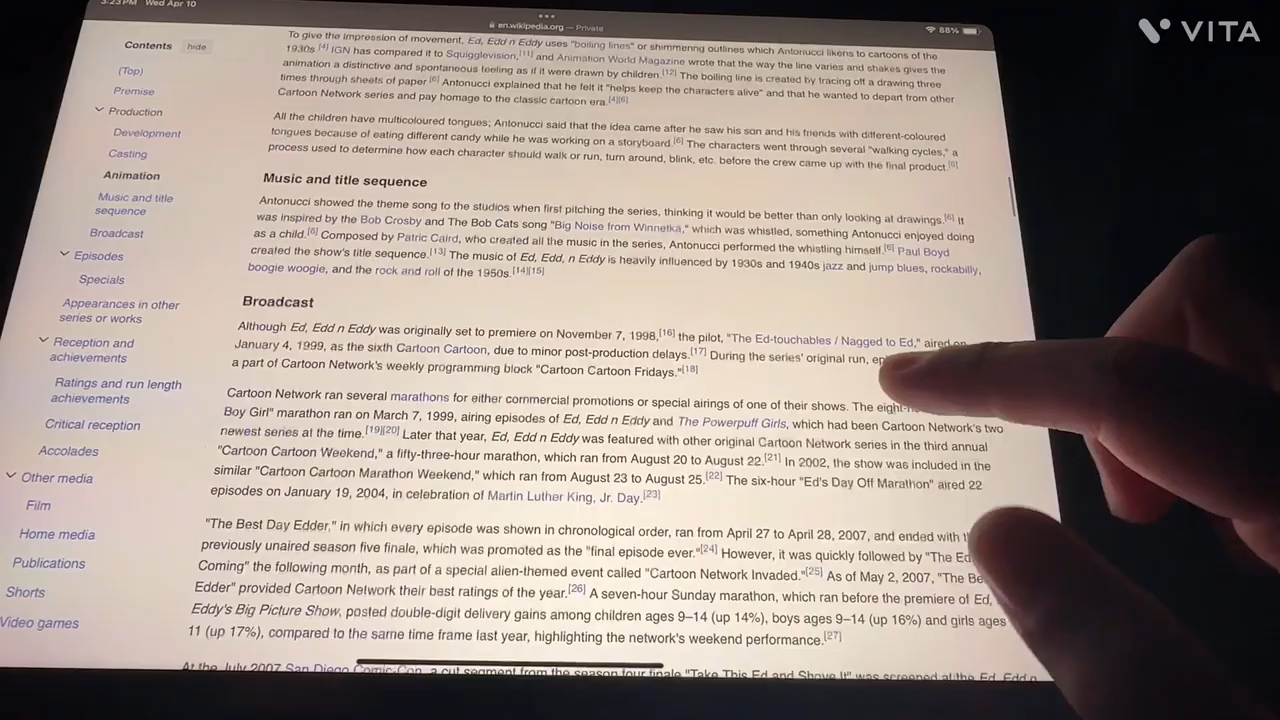 3:23 PM Wed Apr 10
en.wikipedia.org — Private
88%
VITA
Contents hide
(Top)
Premise
Production
Development
Casting
Animation
Music and title
sequence
Broadcast
Episodes
Specials
Appearances in other
series or works
Reception and
achievements
Ratings and run length
achievements
Critical reception
Accolades
Other media
Film
Home media
Publications
Shorts
Video games
To give the impression of movement, Ed, Edd n Eddy uses "boiling lines" or shimmering outlines which Antonucci likens to cartoons of the
1930s.[4] IGN has compared it to Squigglevision,[11] and Animation World Magazine wrote that the way the line varies and shakes gives the
animation a distinctive and spontaneous feeling as if it were drawn by children.[12] The boiling line is created by tracing off a drawing three
times through sheets of paper.[6] Antonucci explained that he felt it "helps keep the characters alive" and that he wanted to depart from other
Cartoon Network series and pay homage to the classic cartoon era.[4][6]
All the children have multicoloured tongues; Antonucci said that the idea came after he saw his son and his friends with different-coloured
tongues because of eating different candy while he was working on a storyboard.[6] The characters went through several "walking cycles," a
process used to determine how each character should walk or run, turn around, blink, etc. before the crew came up with the final product.[6]
Music and title sequence
Antonucci showed the theme song to the studios when first pitching the series, thinking it would be better than only looking at drawings.[6] It
was inspired by the Bob Crosby and The Bob Cats song "Big Noise from Winnetka," which was whistled, something Antonucci enjoyed doing
as a child.[6] Composed by Patric Caird, who created all the music in the series, Antonucci performed the whistling himself.[6] Paul Boyd
created the show's title sequence.[13] The music of Ed, Edd, n Eddy is heavily influenced by 1930s and 1940s jazz and jump blues, rockabilly,
boogie woogie, and the rock and roll of the 1950s.[14][15]
Broadcast
Although Ed, Edd n Eddy was originally set to premiere on November 7, 1998,[16] the pilot, "The Ed-touchables / Nagged to Ed," aired on
January 4, 1999, as the sixth Cartoon Cartoon, due to minor post-production delays.[17] During the series' original run,
a part of Cartoon Network's weekly programming block "Cartoon Cartoon Fridays."[18]
Cartoon Network ran several marathons for either commercial promotions or special airings of one of their shows. The
Boy Girl" marathon ran on March 7, 1999, airing episodes of Ed, Edd n Eddy and The Powerpuff Girls, which had been Cartoon Network's two
newest series at the time.[19][20] Later that year, Ed, Edd n Eddy was featured with other original Cartoon Network series in the third annual
"Cartoon Cartoon Weekend," a fifty-three-hour marathon, which ran from August 20 to August 22.[21] In 2002, the show was included in the
similar "Cartoon Cartoon Marathon Weekend," which ran from August 23 to August 25.[22] The six-hour "Ed's Day Off Marathon" aired 22
episodes on January 19, 2004, in celebration of Martin Luther King, Jr. Day.[23]
"The Best Day Edder," in which every episode was shown in chronological order, ran from April 27 to April 28, 2007, and ended with
previously unaired season five finale, which was promoted as the "final episode ever."[24] However, it was quickly followed by "The
Coming" the following month, as part of a special alien-themed event called "Cartoon Network Invaded."[25] As of May 2, 2007, "The
Edder" provided Cartoon Network their best ratings of the year.[26] A seven-hour Sunday marathon, which ran before the premiere of Ed,
Eddy's Big Picture Show, posted double-digit delivery gains among children ages 9–14 (up 14%), boys ages 9–14 (up 16%) and girls ages
11 (up 17%), compared to the same time frame last year, highlighting the network's weekend performance.[27]
At the July 2007 San Diego Comic-Con, a cut segment from the season four finale "Take This Ed and Shove It" was screened at the Ed, Edd n